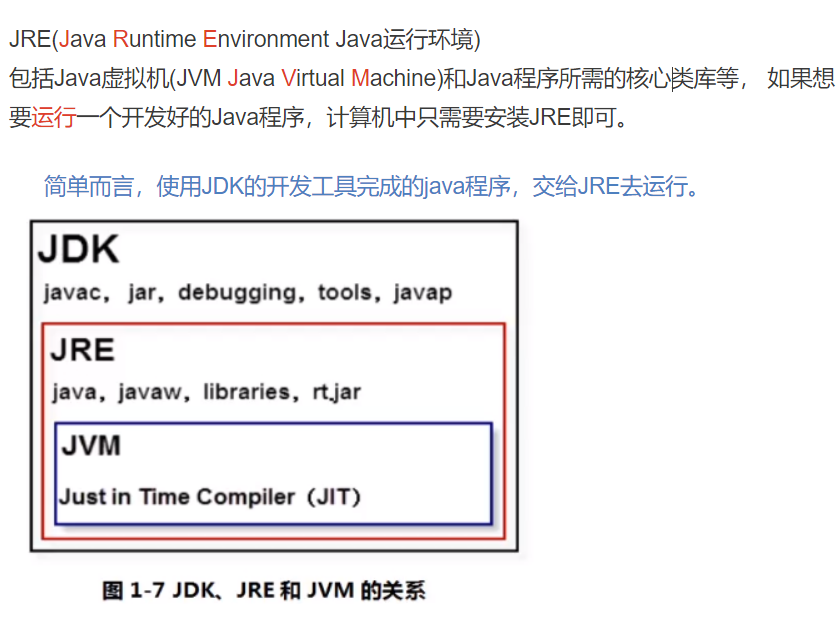 JRE(Java Runtime Environment Java运行环境)
包括Java虚拟机(JVM Java Virtual Machine)和Java程序所需的核心类库等， 如果想
要运行一个开发好的Java程序，计算机中只需要安装JRE即可。
简单而言，使用JDK的开发工具完成的java程序，交给JRE去运行。
JDK
javac，jar，debugging，tools，javap
JRE
java，javaw，libraries，rt.jar
JVM
Just in Time Compiler（JIT）
图 1-7 JDK、JRE 和 JVM 的关系